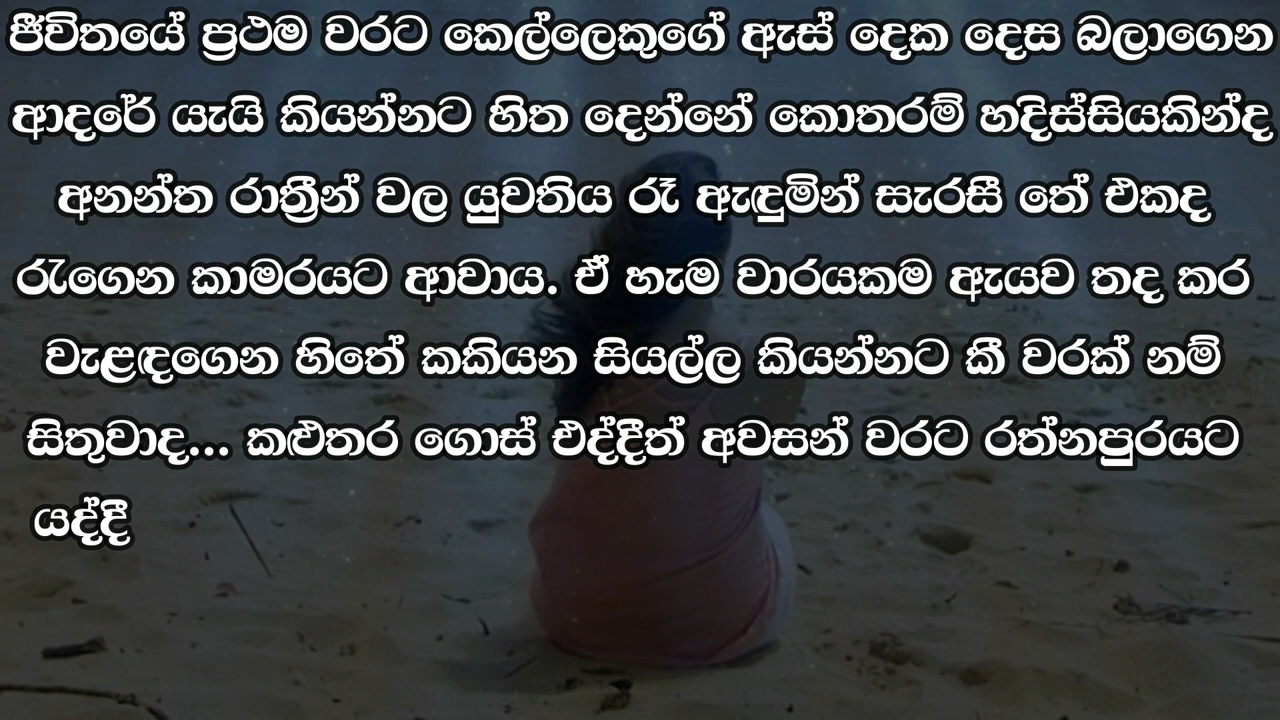 ජීවිතයේ ප්‍රථම වරට කෙල්ලෙකුගේ ඇස් දෙක දෙස බලාගෙන
ආදරේ යැයි කියන්නට හිත දෙන්නේ කොතරම් හදිස්සියකින්ද
අනන්ත රාත්‍රීන් වල යුවතිය රෑ ඇඳුමින් සැරසී තේ එකද
රැගෙන කාමරයට ආවාය. ඒ හැම වාරයකම ඇයව තද කර
වැළඳගෙන හිතේ කකියන සියල්ල කියන්නට කී වරක් නම්
සිතුවාද... කළුතර ගොස් එද්දීත් අවසන් වරට රත්නපුරයට
යද්දී